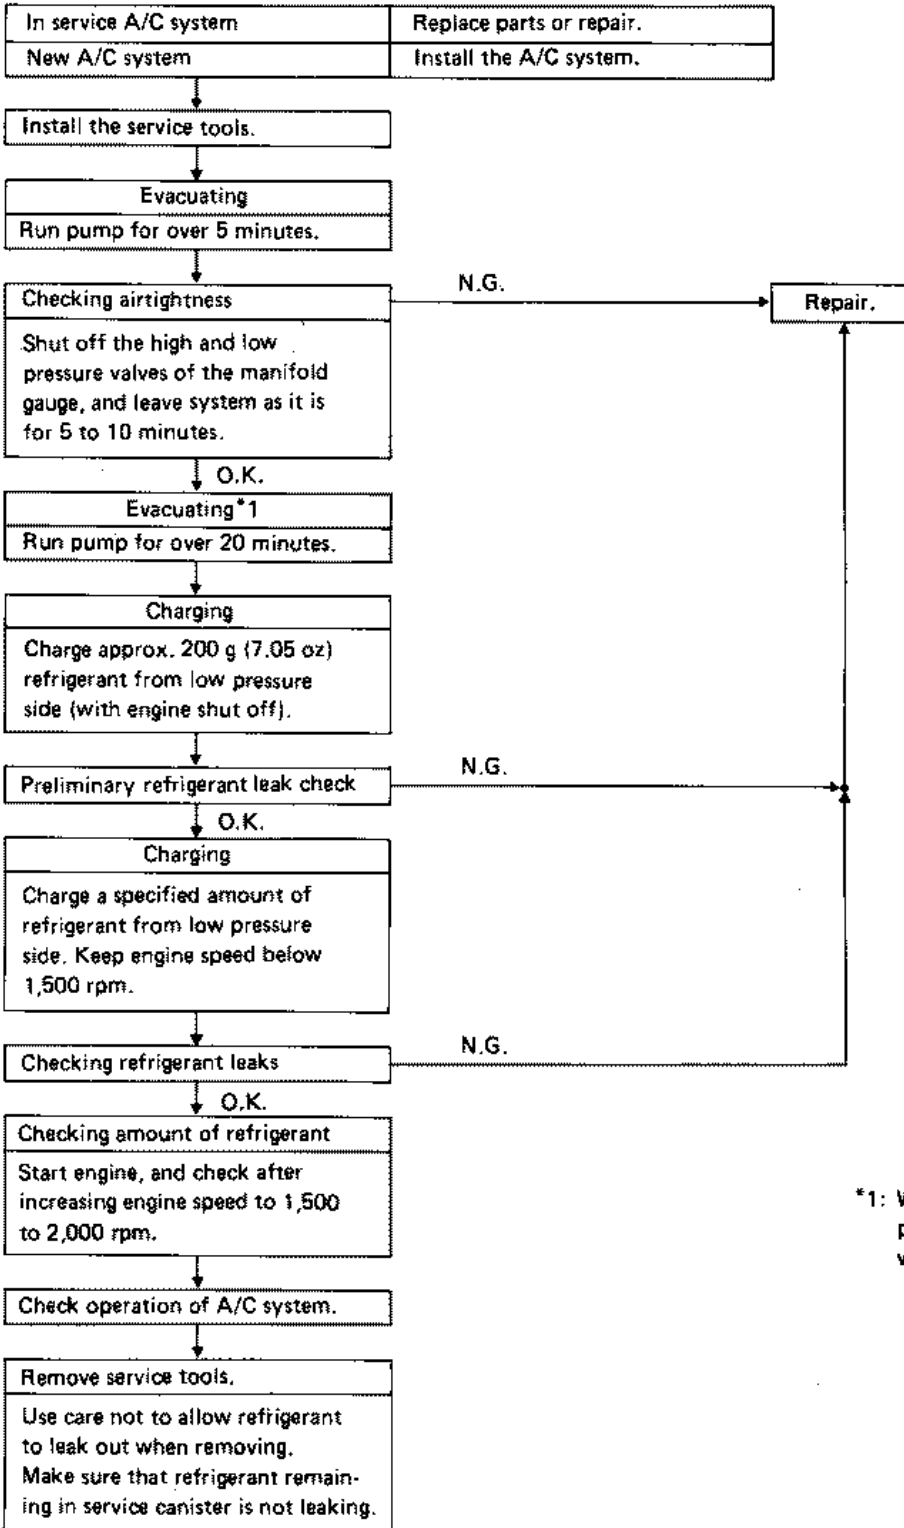 In service A/C system Replace parts or repair.
New A/C system Install the A/C system.
Install the service tools.
Evacuating
Run pump for over 5 minutes.
Checking airtightness
N.G.
Repair.
Shut off the high and low
pressure valves of the manifold
gauge, and leave system as it is
for 5 to 10 minutes.
O.K.
Evacuating*1
Run pump for over 20 minutes.
Charging
Charge approx. 200 g (7.05 oz)
refrigerant from low pressure
side (with engine shut off).
Preliminary refrigerant leak check
N.G.
O.K.
Charging
Charge a specified amount of
refrigerant from low pressure
side. Keep engine speed below
1,500 rpm.
Checking refrigerant leaks
N.G.
O.K.
Checking amount of refrigerant
Start engine, and check after
increasing engine speed to 1,500
to 2,000 rpm.
*1:
Check operation of A/C system.
Remove service tools.
Use care not to allow refrigerant
to leak out when removing.
Make sure that refrigerant remain-
ing in service canister is not leaking.